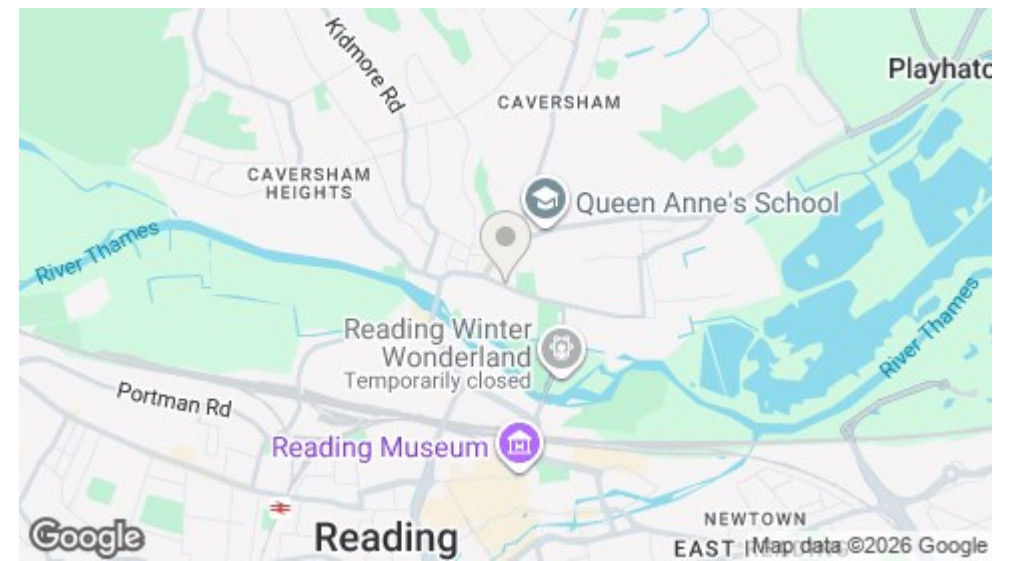 Kidmore Rd
Playhatc
CAVERSHAM
CAVERSHAM
HEIGHTS
Queen Anne's School
River Thames
River Thames
Reading Winter
Wonderland
Temporarily closed
Portman Rd
Reading Museum
NEWTOWN
Google
Reading
EAST
Map data ©2026 Google